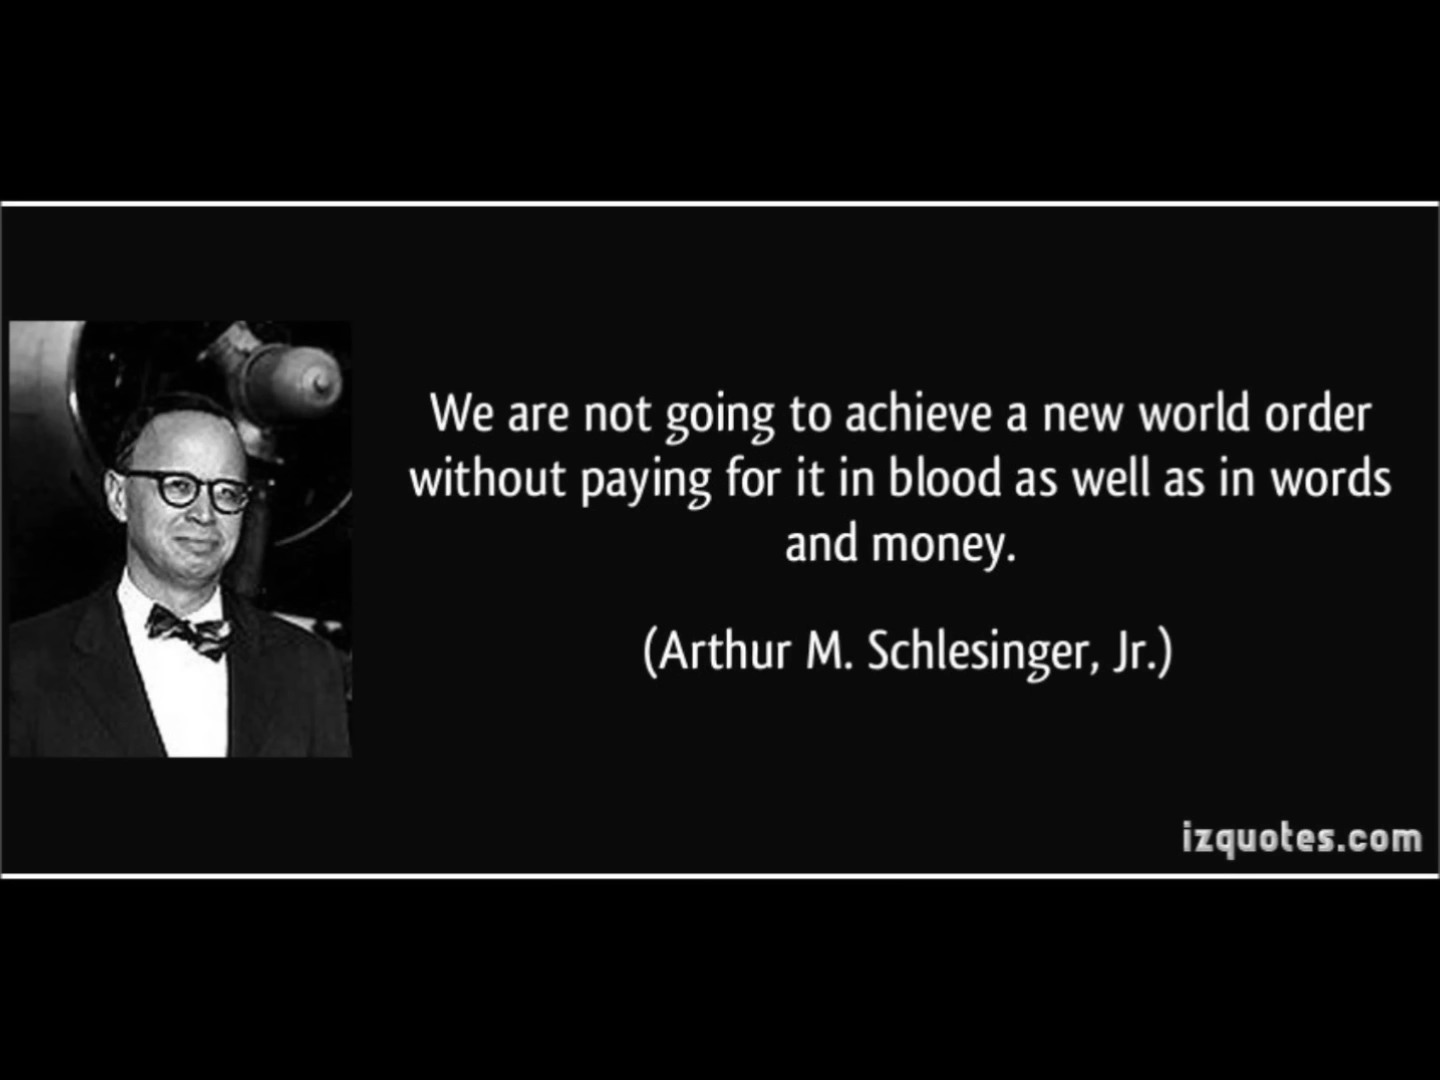 We are not going to achieve a new world order
without paying for it in blood as well as in words
and money.
(Arthur M. Schlesinger, Jr.)
izquotes.com